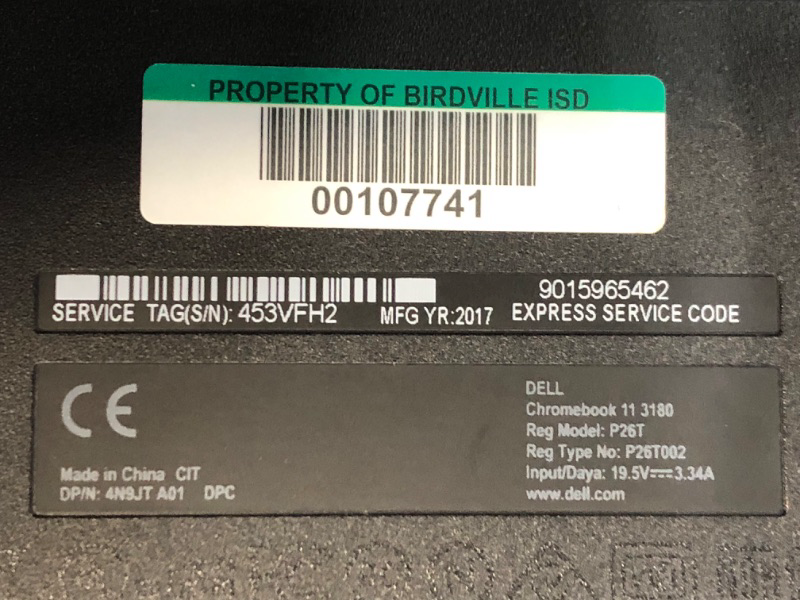 PROPERTY OF BIRDVILLE ISD
00107741
9015965462
SERVICE TAG(S/N): 453VFH2 MFG YR:2017 EXPRESS SERVICE CODE
CE
DELL
Chromebook 11 3180
Reg Model: P26T
Reg Type No: P26T002
Input/Daya: 19.5V⎓3.34A
www.dell.com
Made in China CIT
DP/N: 4N9JT A01 DPC